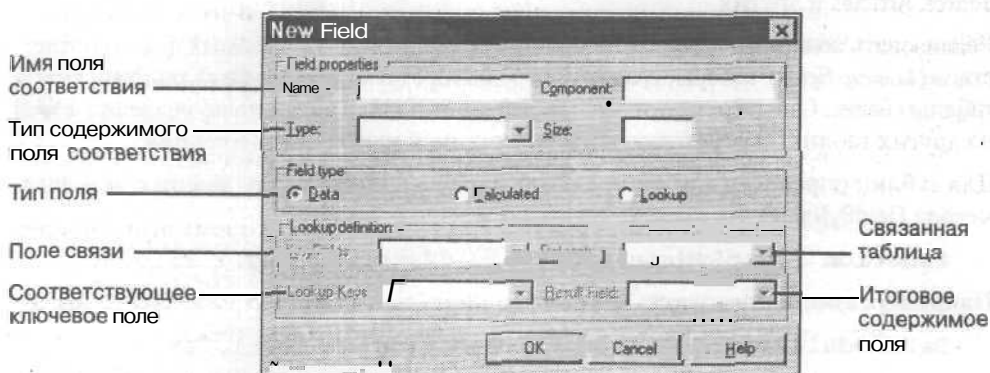 New Field
Field properties
Имя поля соответствия
Name
Component:
Тип содержимого поля соответствия
Type:
Size:
Field type
Тип поля
Data
Calculated
Lookup
Lookup definition
Поле связи
Связанная таблица
Соответствующее ключевое поле
Lookup Keys
Result Field:
Итоговое содержимое поля
OK
Cancel
Help